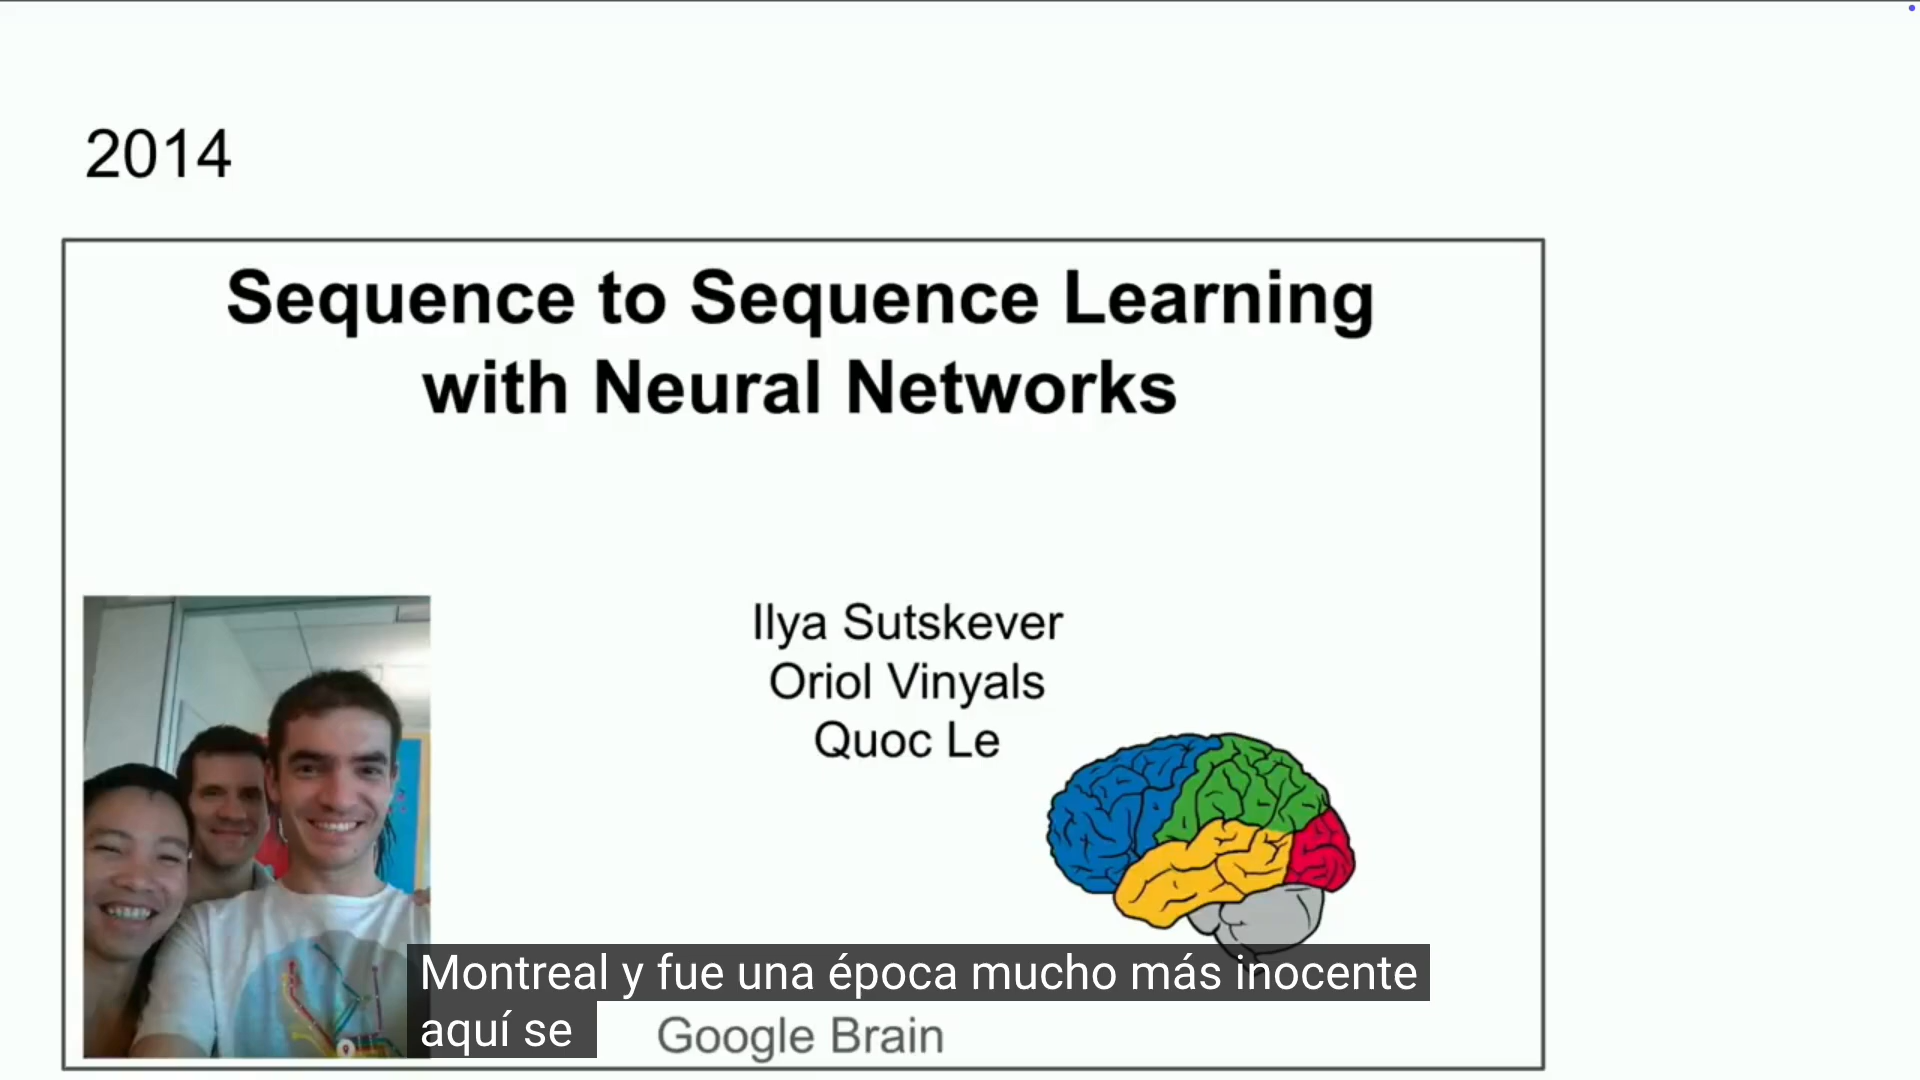 2014
Sequence to Sequence Learning
with Neural Networks
Ilya Sutskever
Oriol Vinyals
Quoc Le
Montreal y fue una época mucho más inocente
aquí se
Google Brain